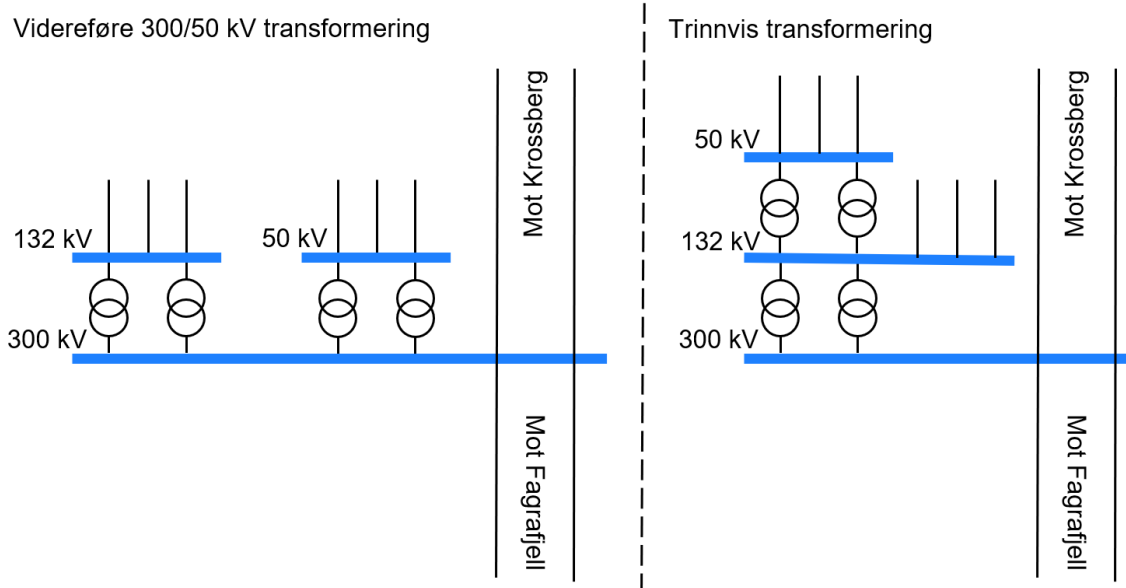 Videreføre 300/50 kV transformering
132 kV
50 kV
300 kV
Mot Krossberg
Mot Fagrafjell
Trinnvis transformering
50 kV
132 kV
300 kV
Mot Krossberg
Mot Fagrafjell